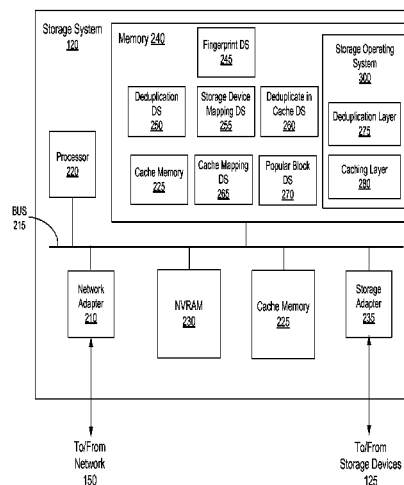 Storage System
120
Memory 240
Fingerprint DS
245
Storage Operating
System
300
Deduplication
DS
250
Storage Device
Mapping DS
255
Deduplicate in
Cache DS
260
Deduplication Layer
275
Processor
220
Cache Memory
225
Cache Mapping
DS
265
Popular Block
DS
270
Caching Layer
280
BUS
215
Network
Adapter
210
NVRAM
230
Cache Memory
225
Storage
Adapter
235
To/From
Network
150
To/From
Storage Devices
125